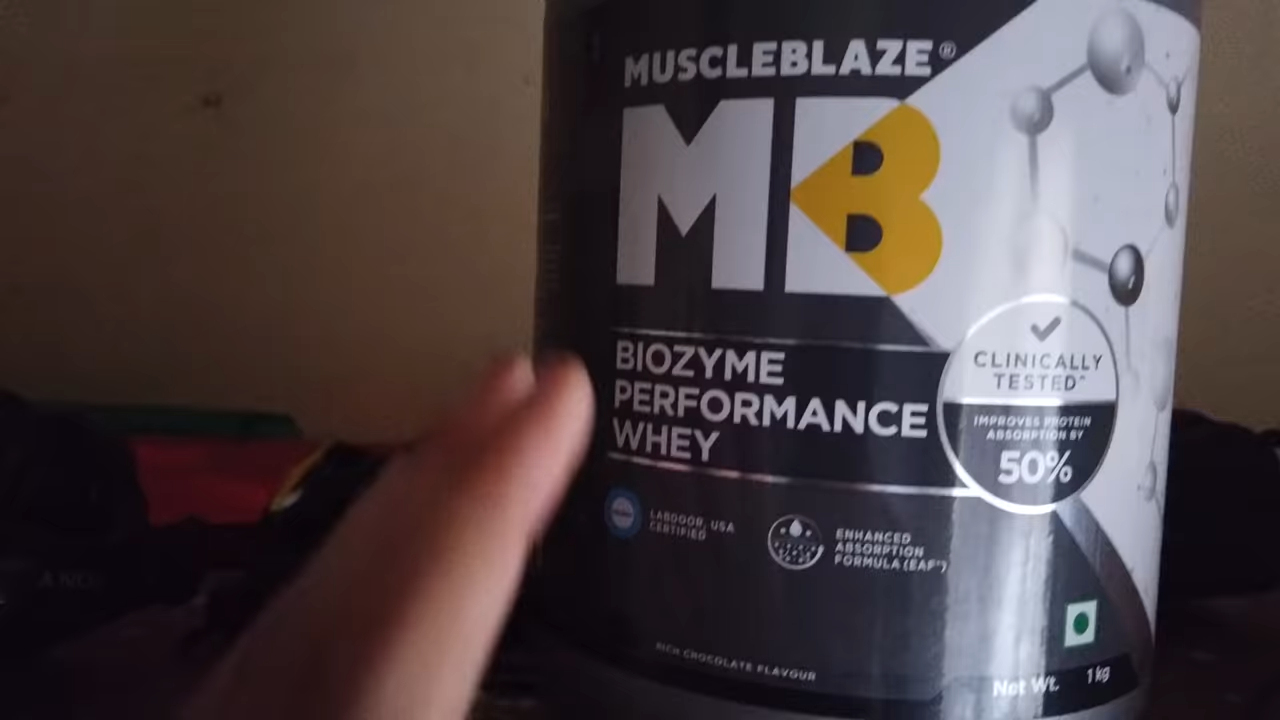 MUSCLEBLAZE®
MB
BIOZYME
PERFORMANCE
WHEY
CLINICALLY
TESTED
IMPROVES PROTEIN
ABSORPTION BY
50%
LABDOOR, USA
CERTIFIED
ENHANCED
ABSORPTION
FORMULA (EAF™)
RICH CHOCOLATE FLAVOUR
Net Wt. 1 kg